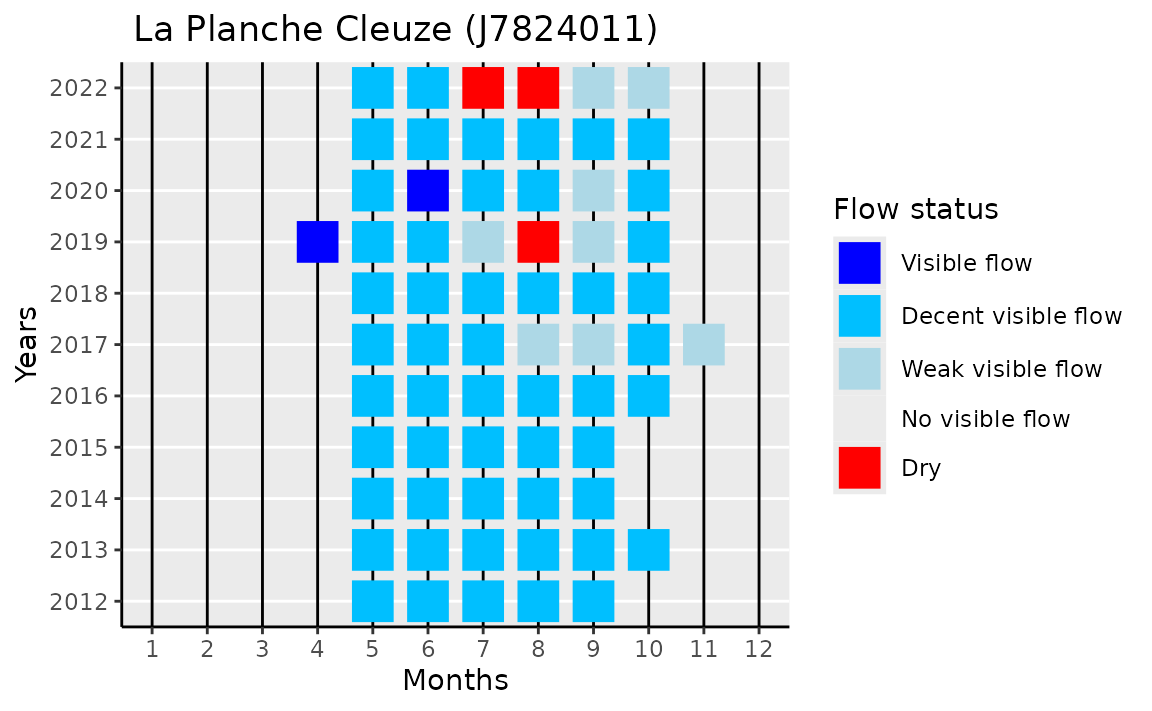 La Planche Cleuze (J7824011)
Years
2022
2021
2020
2019
2018
2017
2016
2015
2014
2013
2012
1 2 3 4 5 6 7 8 9 10 11 12
Months
Flow status
Visible flow
Decent visible flow
Weak visible flow
No visible flow
Dry